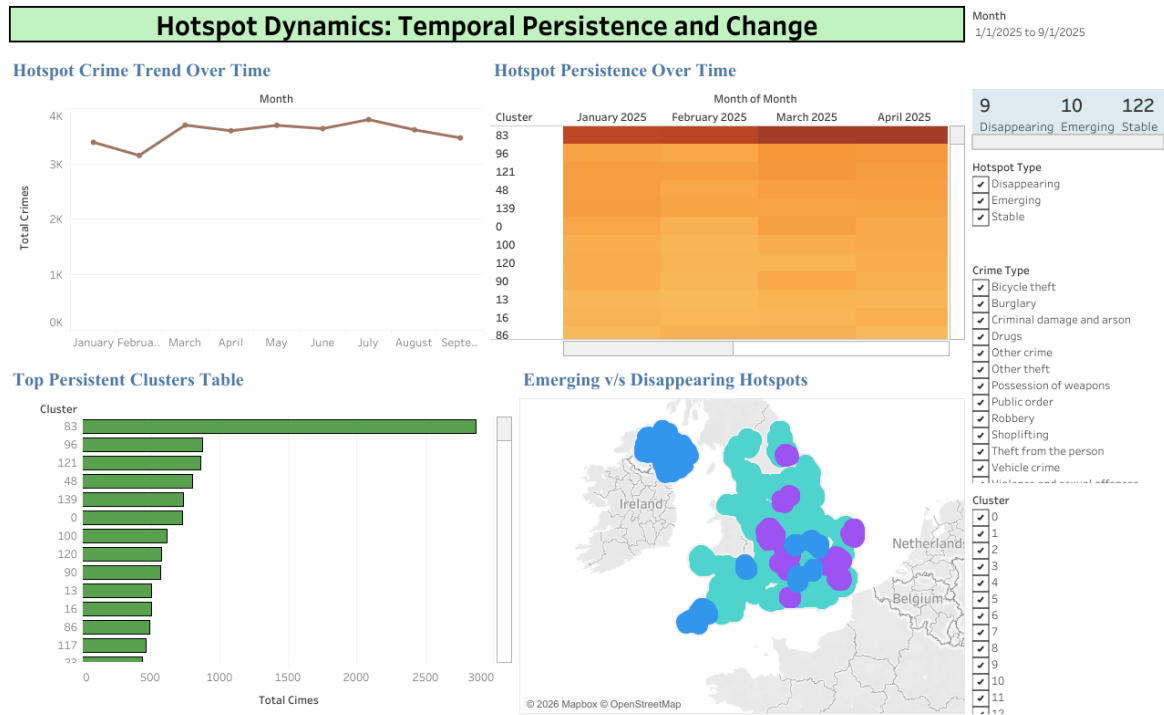 Hotspot Dynamics: Temporal Persistence and Change
Month
1/1/2025 to 9/1/2025
Hotspot Crime Trend Over Time
Month
4K
3K
2K
1K
0K
Total Crimes
January Februa.. March April May June July August Septe..
Hotspot Persistence Over Time
Month of Month
Cluster January 2025 February 2025 March 2025 April 2025
83
96
121
48
139
0
100
120
90
13
16
86
9 10 122
Disappearing Emerging Stable
Hotspot Type
Disappearing
Emerging
Stable
Crime Type
Bicycle theft
Burglary
Criminal damage and arson
Drugs
Other crime
Other theft
Possession of weapons
Public order
Robbery
Shoplifting
Theft from the person
Vehicle crime
Violence and sexual offences
Top Persistent Clusters Table
Cluster
83
96
121
48
139
0
100
120
90
13
16
86
117
23
0 500 1000 1500 2000 2500 3000
Total Cimes
Emerging v/s Disappearing Hotspots
Ireland
Netherlands
Belgium
© 2026 Mapbox © OpenStreetMap
Cluster
0
1
2
3
4
5
6
7
8
9
10
11
12